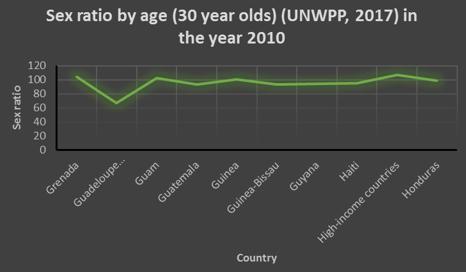 Sex ratio by age (30 year olds) (UNWPP, 2017) in
the year 2010
120
100
80
60
40
20
0
Sex ratio
Grenada
Guadeloupe...
Guam
Guatemala
Guinea
Guinea-Bissau
Guyana
Haiti
High-income countries
Honduras
Country